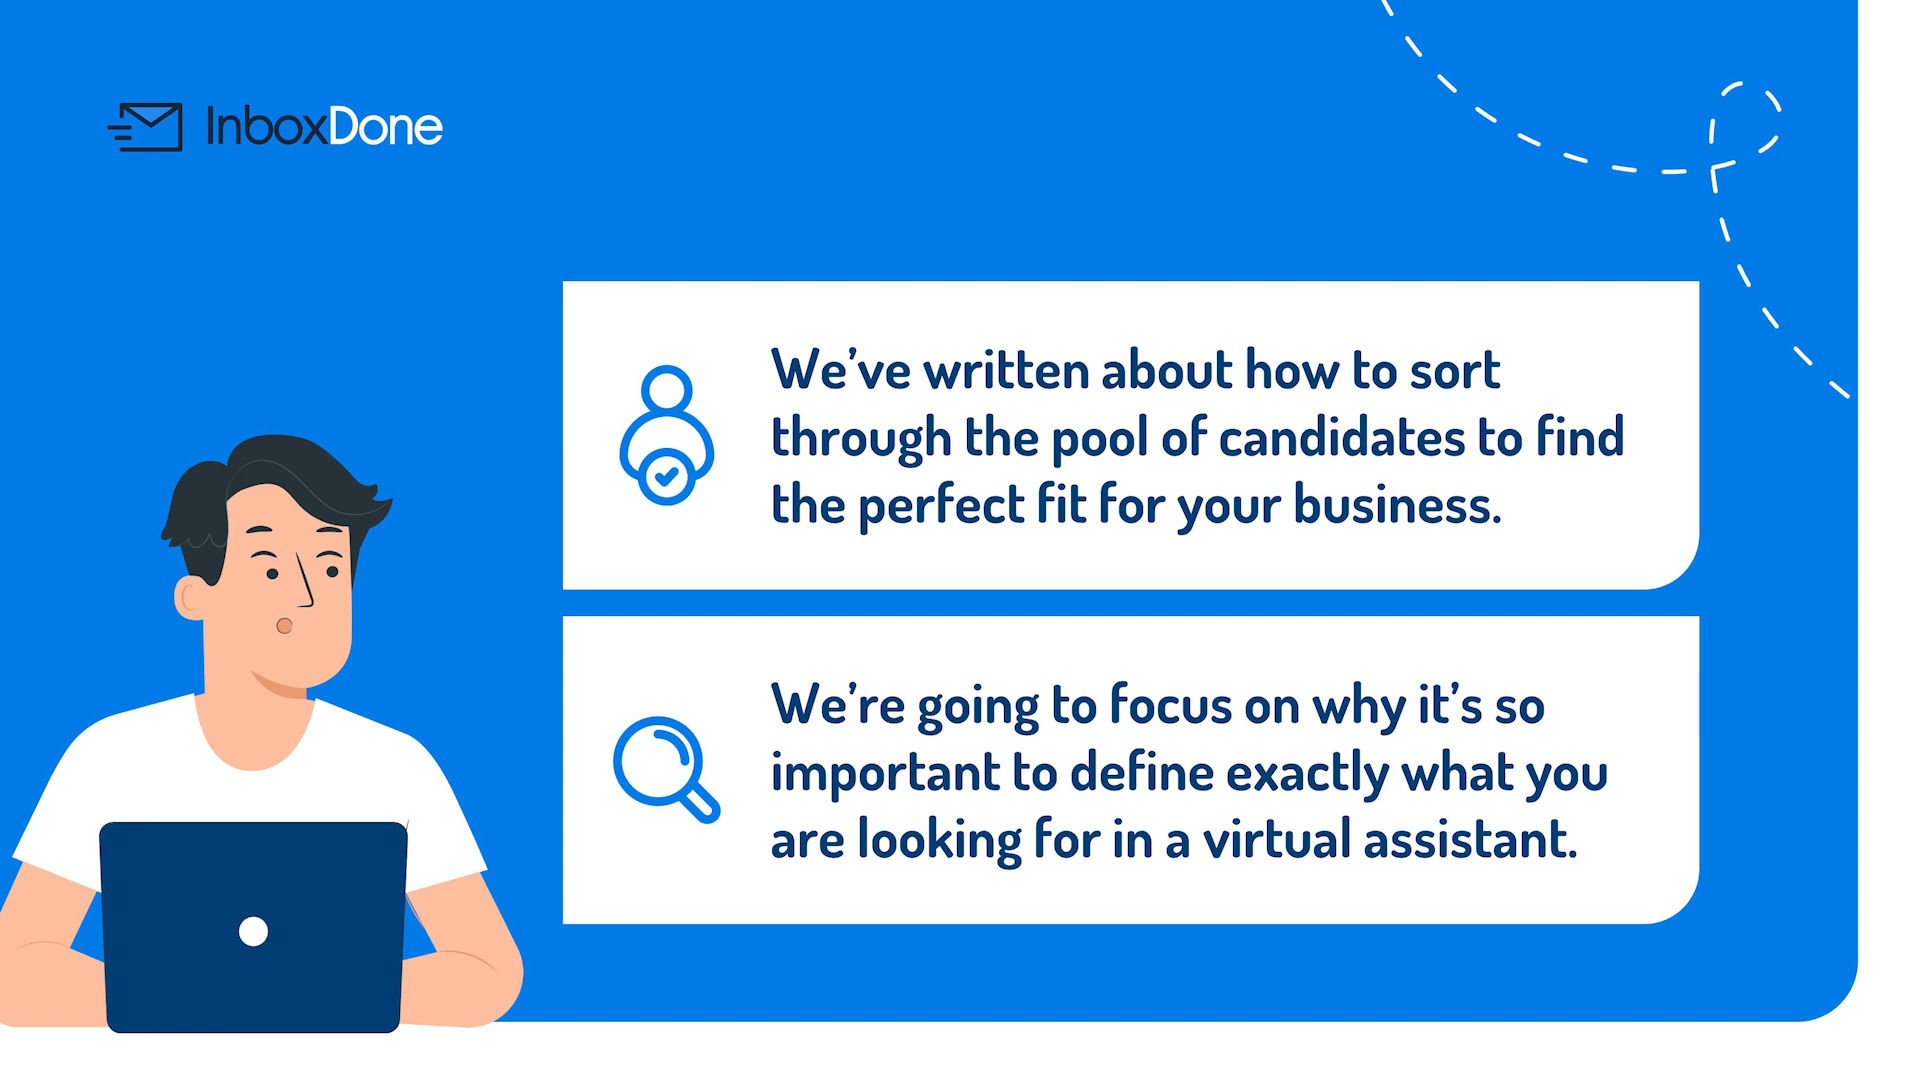 InboxDone
We’ve written about how to sort
through the pool of candidates to find
the perfect fit for your business.
We’re going to focus on why it’s so
important to define exactly what you
are looking for in a virtual assistant.